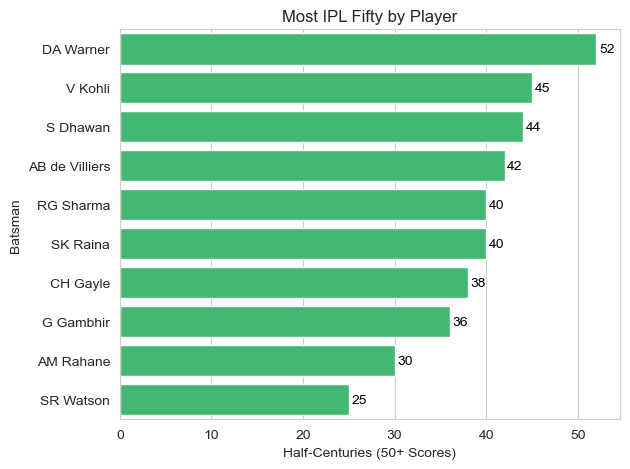 Most IPL Fifty by Player
Batsman
DA Warner 52
V Kohli 45
S Dhawan 44
AB de Villiers 42
RG Sharma 40
SK Raina 40
CH Gayle 38
G Gambhir 36
AM Rahane 30
SR Watson 25
0 10 20 30 40 50
Half-Centuries (50+ Scores)